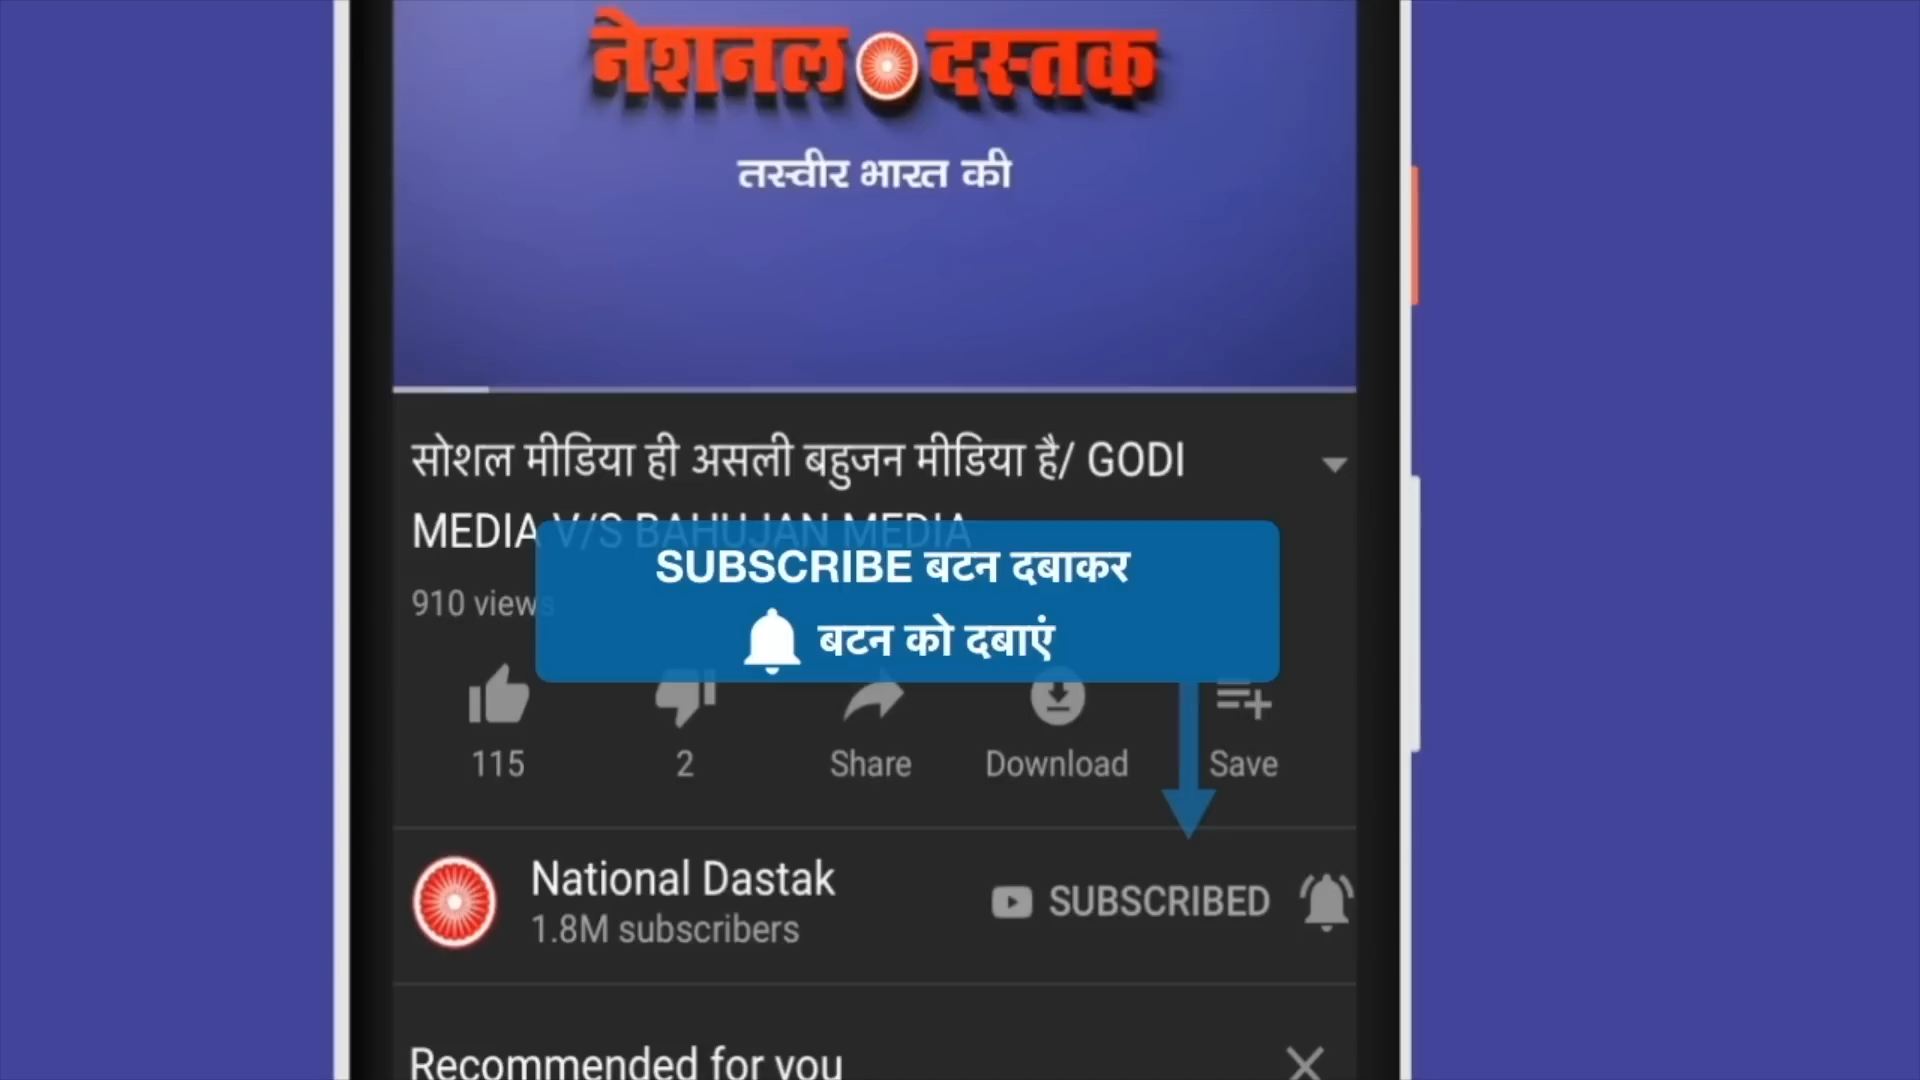 नेशनल दस्तक
तस्वीर भारत की
सोशल मीडिया ही असली बहुजन मीडिया है/ GODI
MEDIA V/S BAHUJAN MEDIA
910 views
SUBSCRIBE बटन दबाकर
बटन को दबाएं
115
2
Share
Download
Save
National Dastak
1.8M subscribers
SUBSCRIBED
Recommended for you